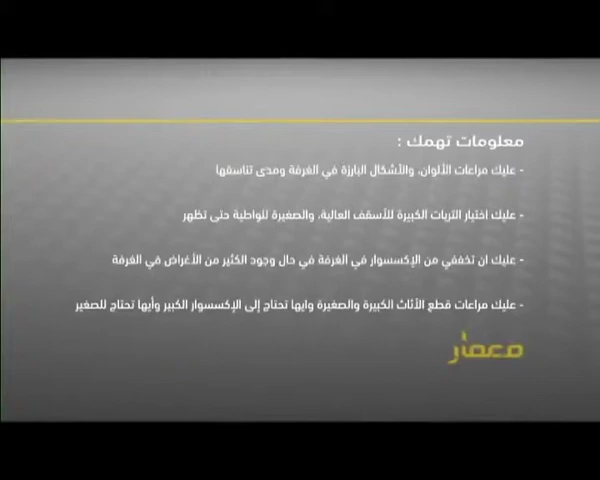 معلومات تهمك :
- عليك مراعات الألوان، والأشكال البارزة في الغرفة ومدى تناسقها
- عليك اختيار الثريات الكبيرة للأسقف العالية، والصغيرة للواطية حتى تظهر
- عليك ان تخففي من الإكسسوار في الغرفة في حال وجود الكثير من الأغراض في الغرفة
- عليك مراعات قطع الأثاث الكبيرة والصغيرة وايها تحتاج إلى الإكسسوار الكبير وأيها تحتاج للصغير
معمار